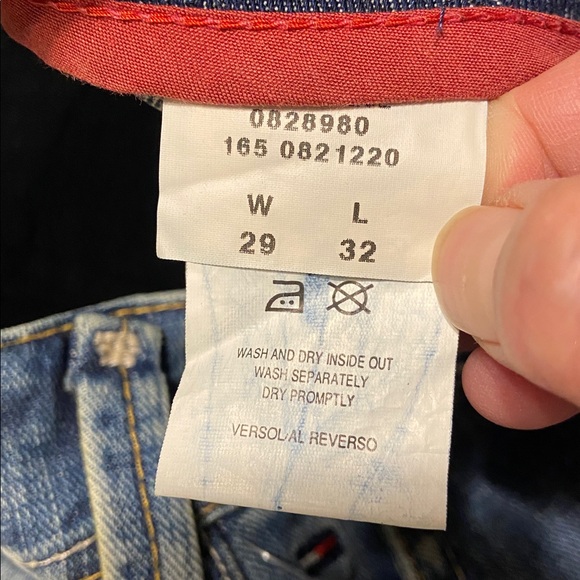 0828980
165 0821220
W L
29 32
WASH AND DRY INSIDE OUT
WASH SEPARATELY
DRY PROMPTLY
VERSO/AL REVERSO